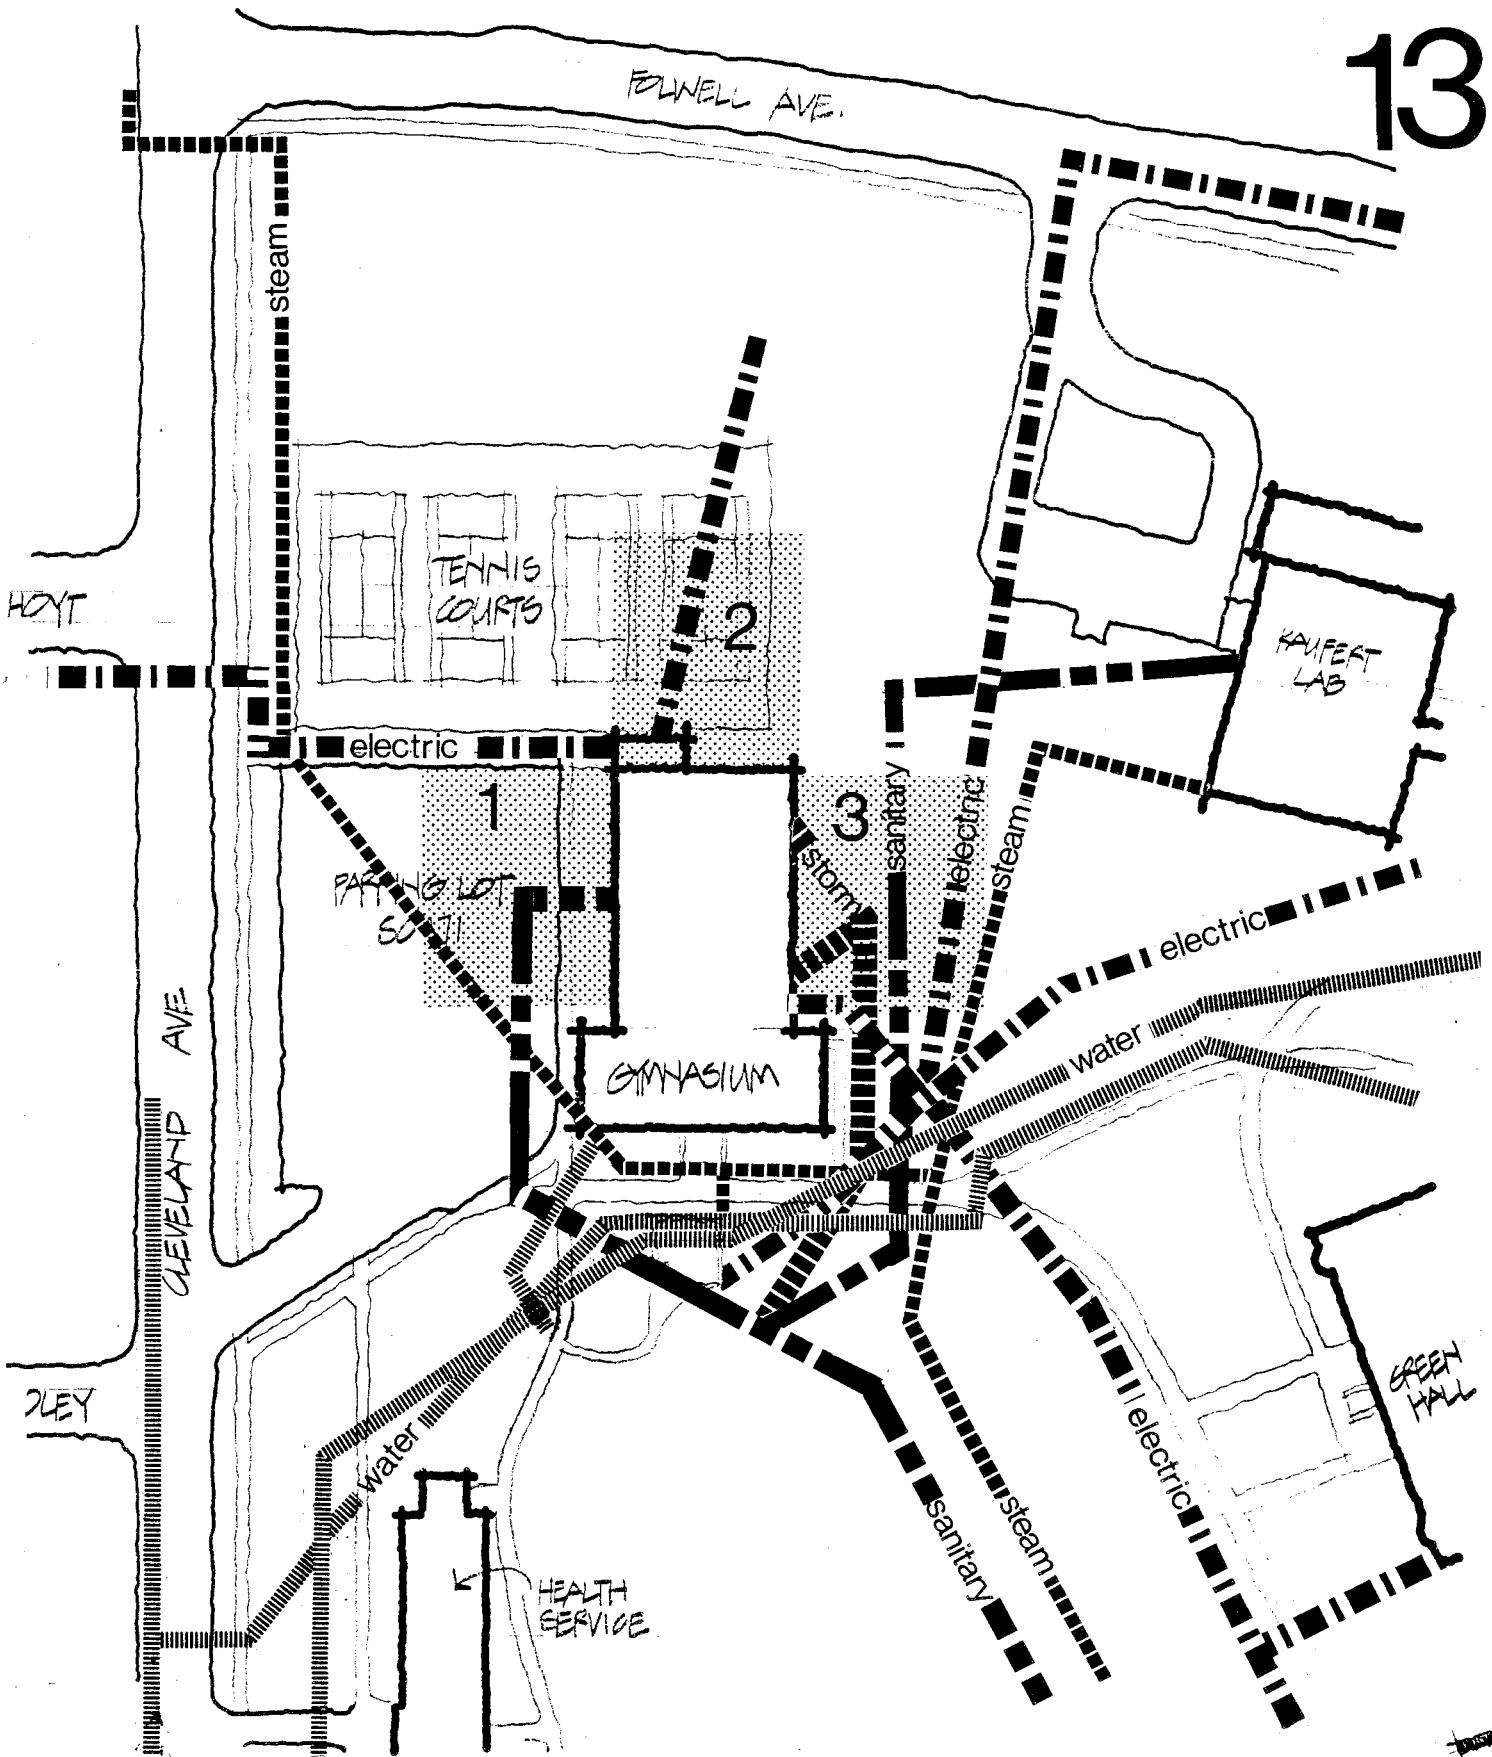 13
FOLWELL AVE.
steam
TENNIS
COURTS
HOYT
2
KAUFERT
LAB
electric
1
3
sanitary
electric
steam
storm
PARKING LOT
electric
CLEVELAND AVE
water
GYMNASIUM
GREEN
HALL
water
electric
sanitary
steam
HEALTH
SERVICE